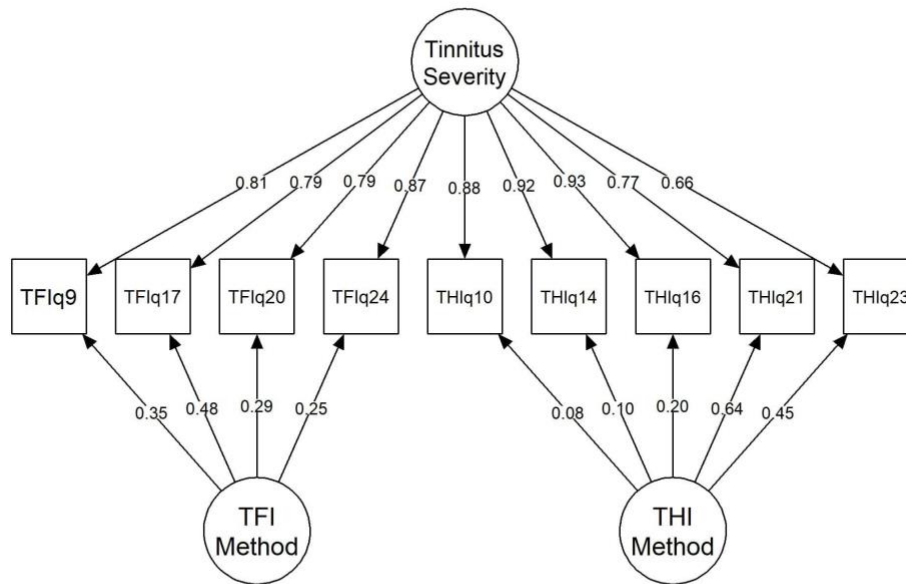 Tinnitus
Severity
0.81
0.79
0.79
0.87
0.88
0.92
0.93
0.77
0.66
TFIq9
TFIq17
TFIq20
TFIq24
THIq10
THIq14
THIq16
THIq21
THIq23
0.35
0.48
0.29
0.25
0.08
0.10
0.20
0.64
0.45
TFI
Method
THI
Method